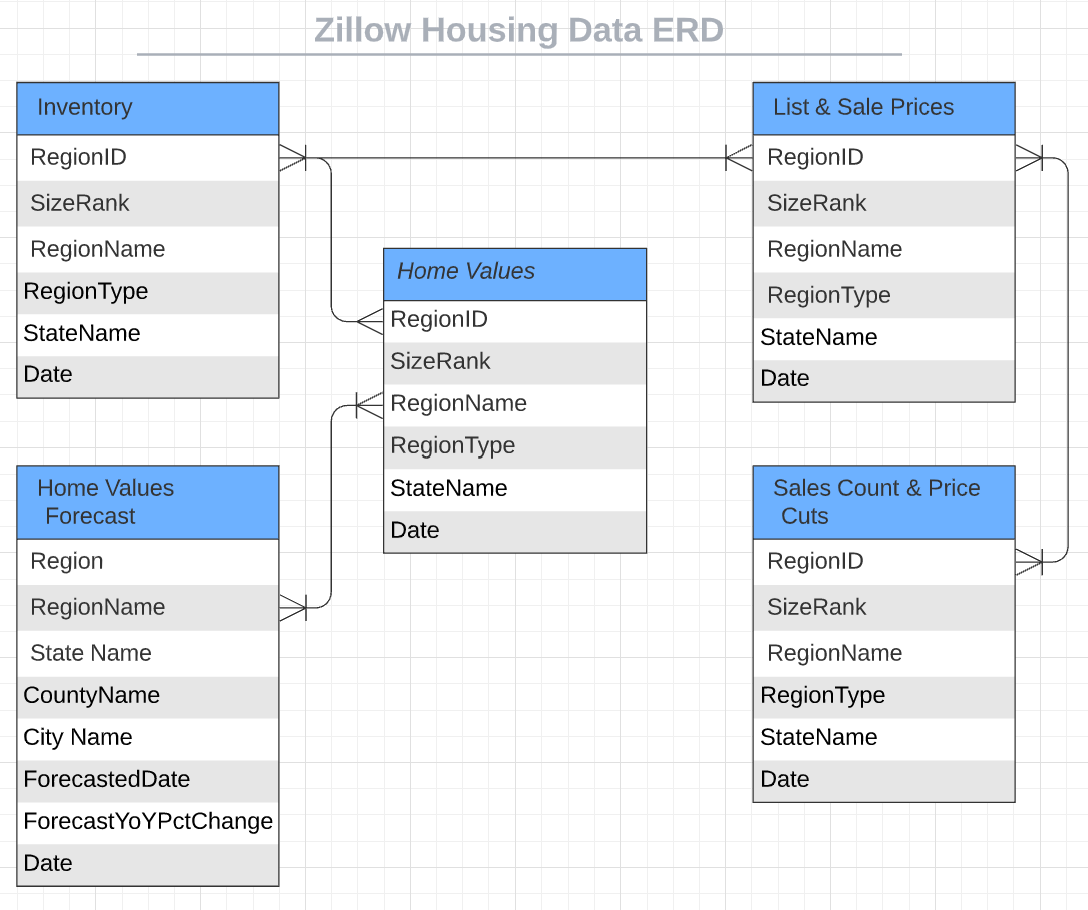 Zillow Housing Data ERD
Inventory
RegionID
SizeRank
RegionName
RegionType
StateName
Date
List & Sale Prices
RegionID
SizeRank
RegionName
RegionType
StateName
Date
Home Values
RegionID
SizeRank
RegionName
RegionType
StateName
Date
Home Values
Forecast
Region
RegionName
State Name
CountyName
City Name
ForecastedDate
ForecastYoYPctChange
Date
Sales Count & Price
Cuts
RegionID
SizeRank
RegionName
RegionType
StateName
Date